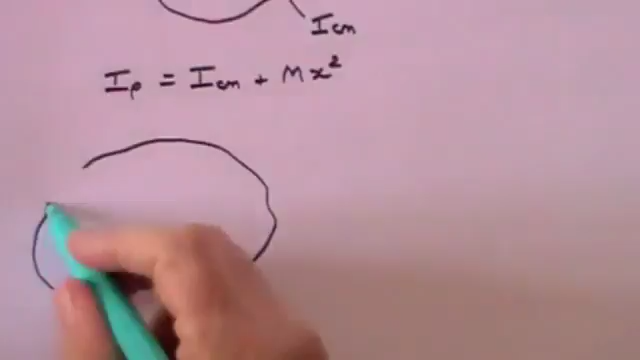 Icm
Ip = Icm + Mx²